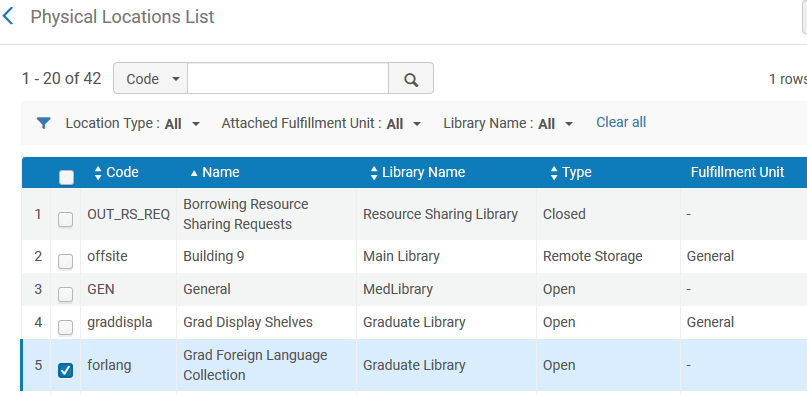 Physical Locations List
1 - 20 of 42 Code
1 rows
Location Type : All Attached Fulfillment Unit : All Library Name : All Clear all
Code Name Library Name Type Fulfillment Unit
1 OUT_RS_REQ Borrowing Resource Sharing Requests Resource Sharing Library Closed -
2 offsite Building 9 Main Library Remote Storage General
3 GEN General MedLibrary Open -
4 graddispla Grad Display Shelves Graduate Library Open General
5 forlang Grad Foreign Language Collection Graduate Library Open -